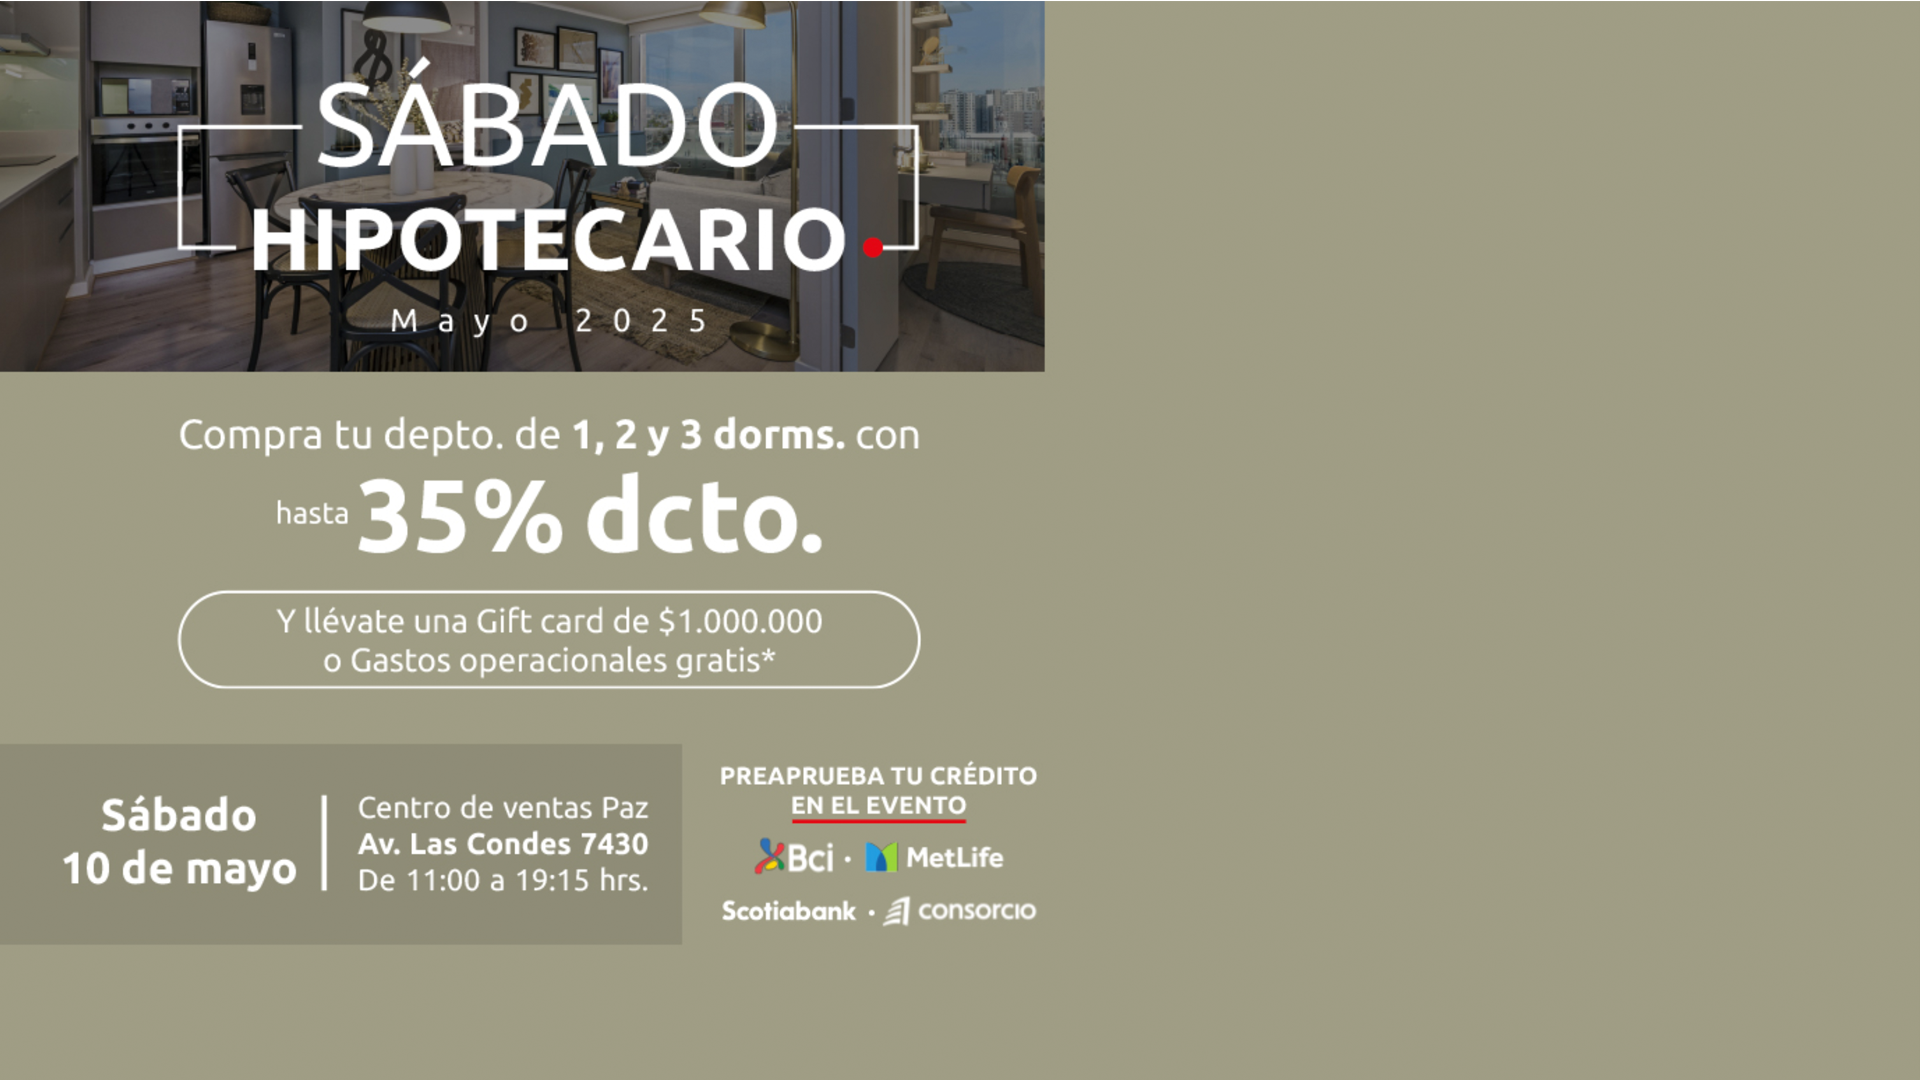 SÁBADO
HIPOTECARIO
Mayo 2025
Compra tu depto. de 1, 2 y 3 dorms. con
hasta 35% dcto.
Y llévate una Gift card de $1.000.000
o Gastos operacionales gratis*
Sábado
10 de mayo
Centro de ventas Paz
Av. Las Condes 7430
De 11:00 a 19:15 hrs.
PREAPRUEBA TU CRÉDITO
EN EL EVENTO
Bci · MetLife
Scotiabank · CONSORCIO